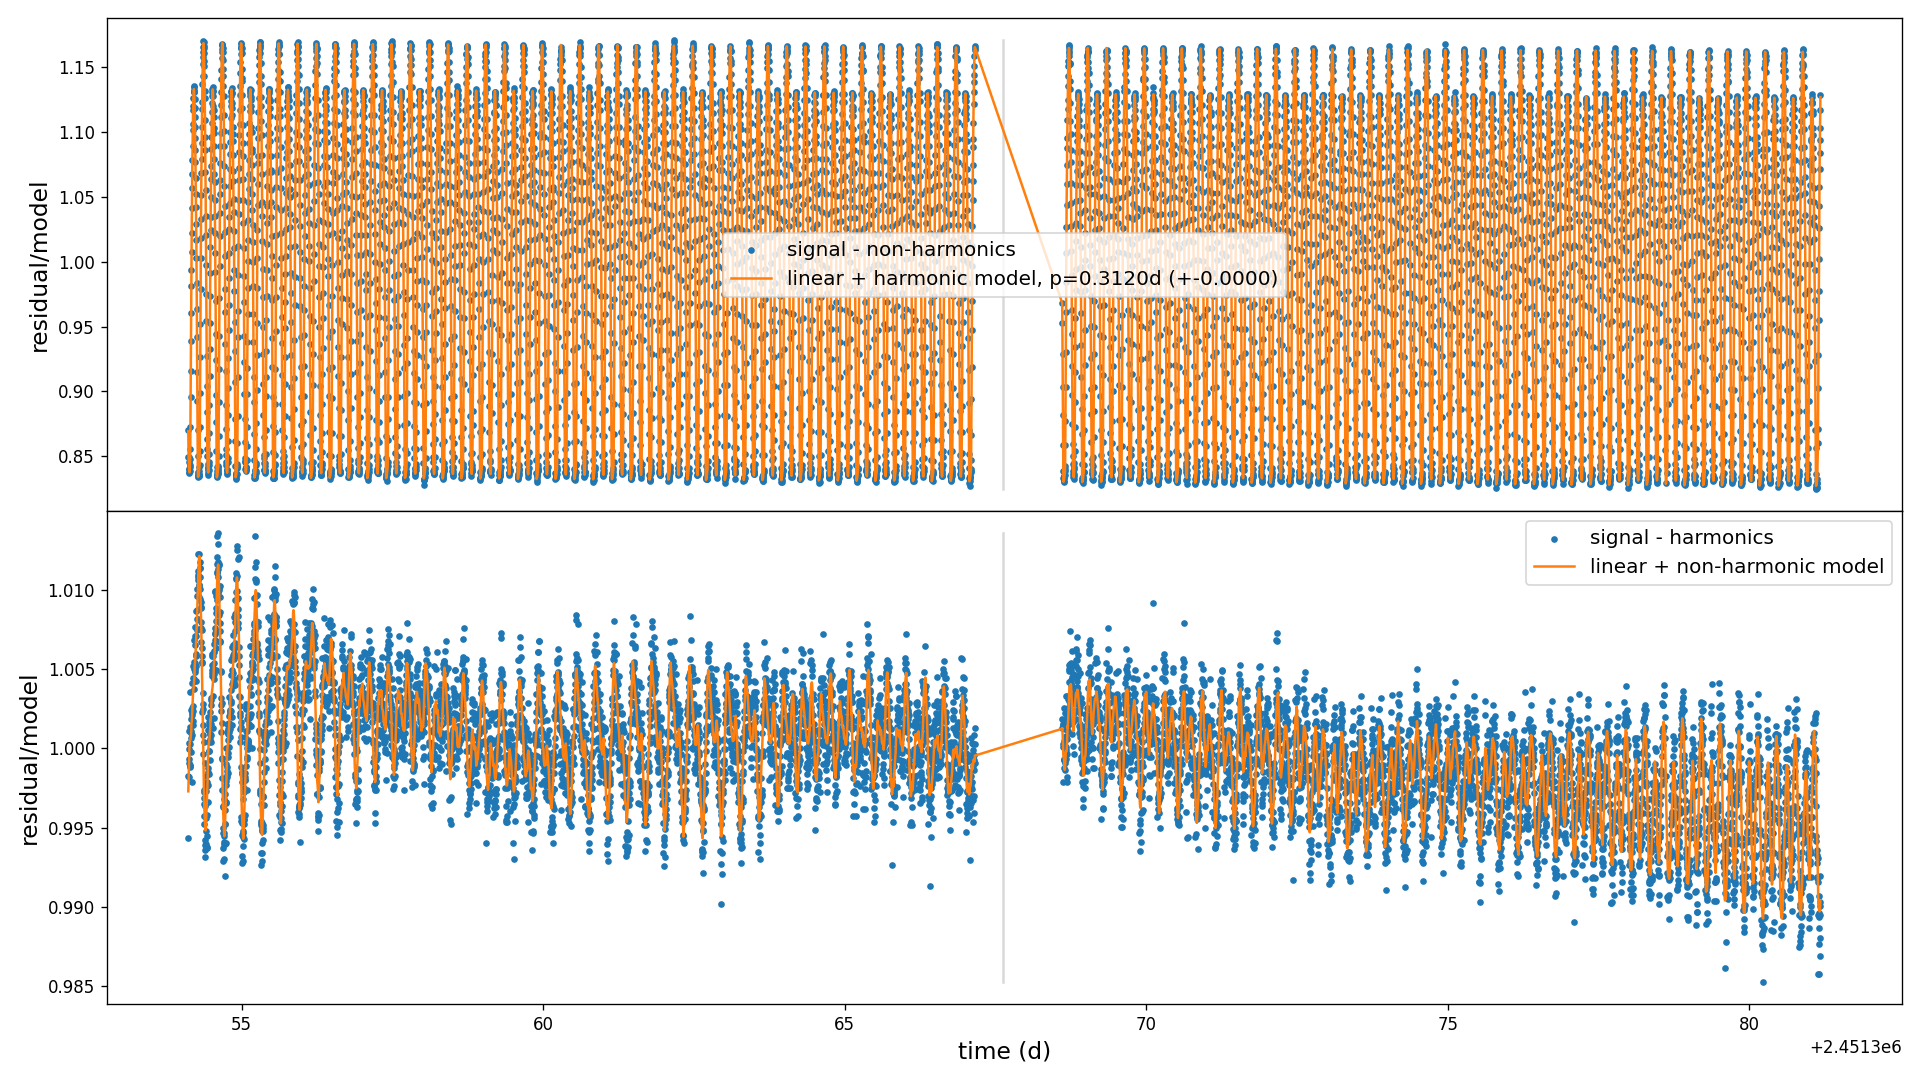 residual/model
1.15
1.10
1.05
1.00
0.95
0.90
0.85
signal - non-harmonics
linear + harmonic model, p=0.3120d (+-0.0000)
residual/model
1.010
1.005
1.000
0.995
0.990
0.985
signal - harmonics
linear + non-harmonic model
55
60
65
70
75
80
time (d)
+2.4513e6